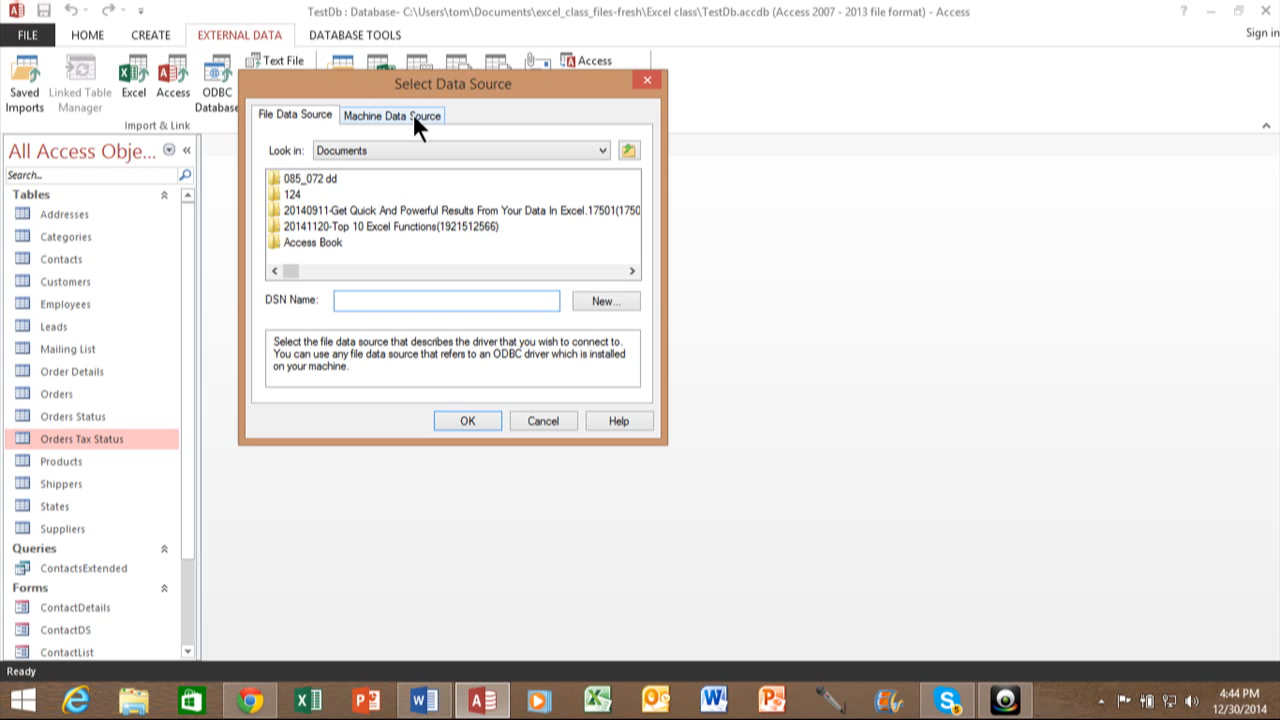 TestDb : Database- C:\Users\tom\Documents\excel_class_files-fresh\Excel class\TestDb.accdb (Access 2007 - 2013 file format) - Access
FILE HOME CREATE EXTERNAL DATA DATABASE TOOLS Sign in
Text File Access
Saved Imports
Linked Table Manager
Excel
Access
ODBC Database
Import & Link
Select Data Source
File Data Source Machine Data Source
Look in: Documents
085_072 dd
124
20140911-Get Quick And Powerful Results From Your Data In Excel.17501(1750
20141120-Top 10 Excel Functions(1921512566)
Access Book
DSN Name: New...
Select the file data source that describes the driver that you wish to connect to.
You can use any file data source that refers to an ODBC driver which is installed
on your machine.
OK Cancel Help
All Access Obje...
Search...
Tables
Addresses
Categories
Contacts
Customers
Employees
Leads
Mailing List
Order Details
Orders
Orders Status
Orders Tax Status
Products
Shippers
States
Suppliers
Queries
ContactsExtended
Forms
ContactDetails
ContactDS
ContactList
Ready
4:44 PM
12/30/2014